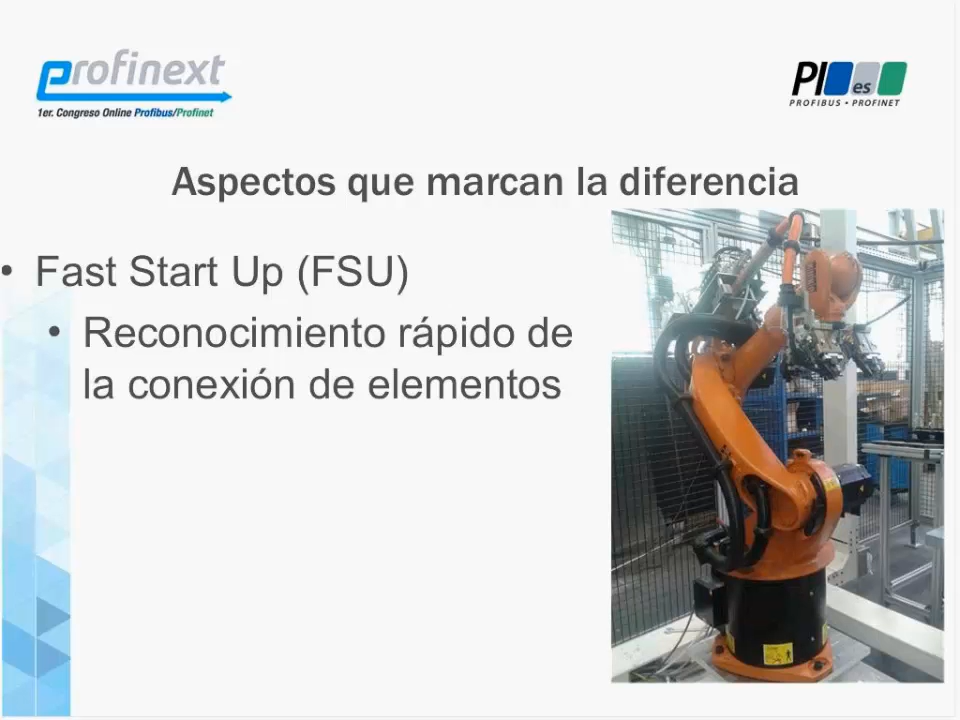 profinext
1er. Congreso Online Profibus/Profinet
PI es
PROFIBUS • PROFINET
Aspectos que marcan la diferencia
• Fast Start Up (FSU)
• Reconocimiento rápido de
la conexión de elementos